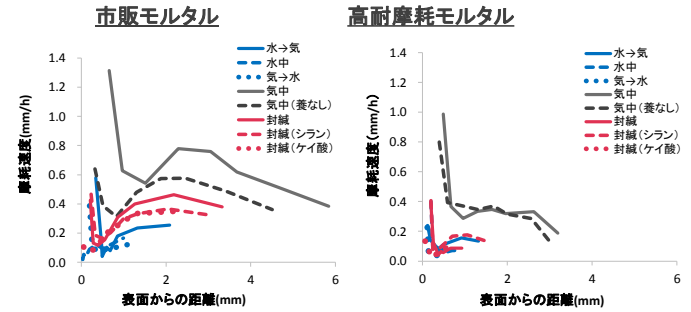 市販モルタル
高耐摩耗モルタル
摩耗速度(mm/h)
1.4
1.2
1.0
0.8
0.6
0.4
0.2
0.0
0
2
4
6
表面からの距離(mm)
水→気
水中
気→水
気中
気中(養なし)
封緘
封緘(シラン)
封緘(ケイ酸)
摩耗速度(mm/h)
1.4
1.2
1.0
0.8
0.6
0.4
0.2
0.0
0
2
4
6
表面からの距離(mm)
水→気
水中
気→水
気中
気中(養なし)
封緘
封緘(シラン)
封緘(ケイ酸)